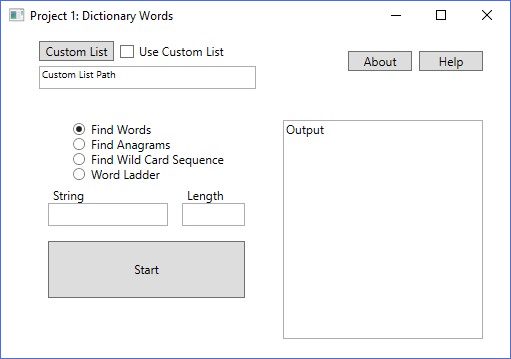 Project 1: Dictionary Words
Custom List Use Custom List
About Help
Custom List Path
Find Words
Find Anagrams
Find Wild Card Sequence
Word Ladder
String Length
Start
Output